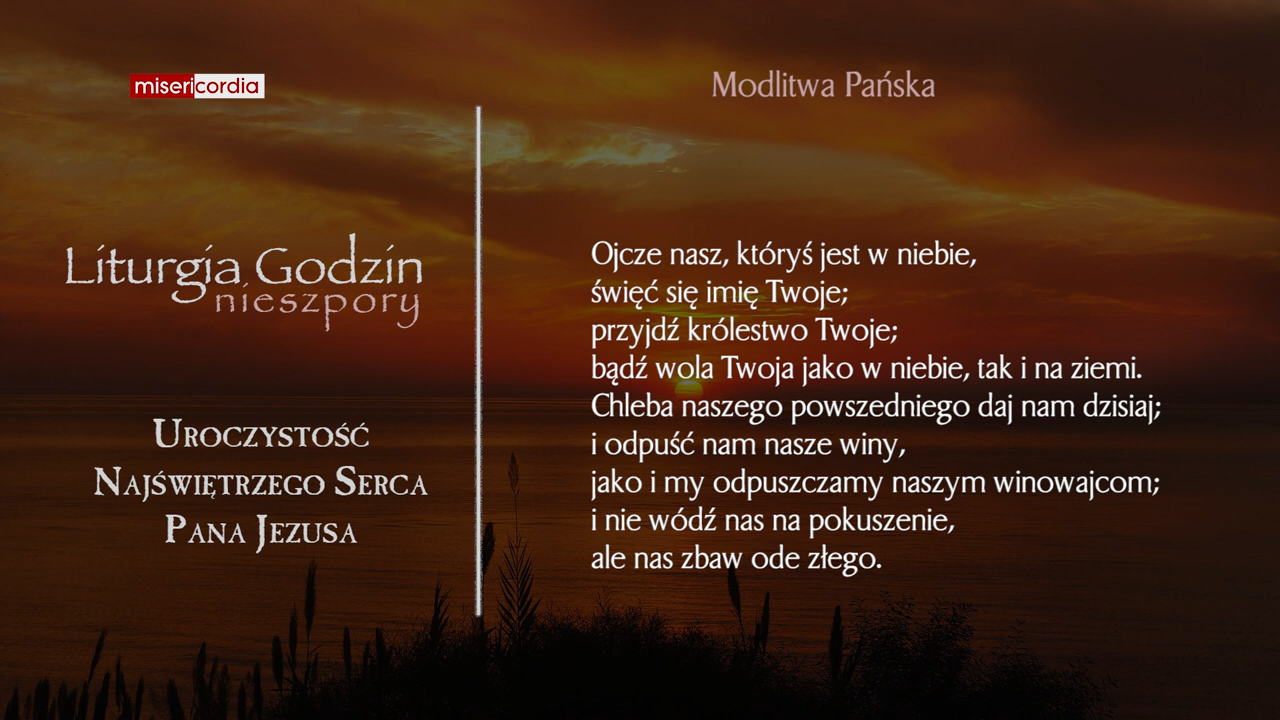 misericordia
Liturgia Godzin
nieszpory
Uroczystość
Najświętrzego Serca
Pana Jezusa
Modlitwa Pańska
Ojcze nasz, któryś jest w niebie,
święć się imię Twoje;
przyjdź królestwo Twoje;
bądź wola Twoja jako w niebie, tak i na ziemi.
Chleba naszego powszedniego daj nam dzisiaj;
i odpuść nam nasze winy,
jako i my odpuszczamy naszym winowajcom;
i nie wódź nas na pokuszenie,
ale nas zbaw ode złego.